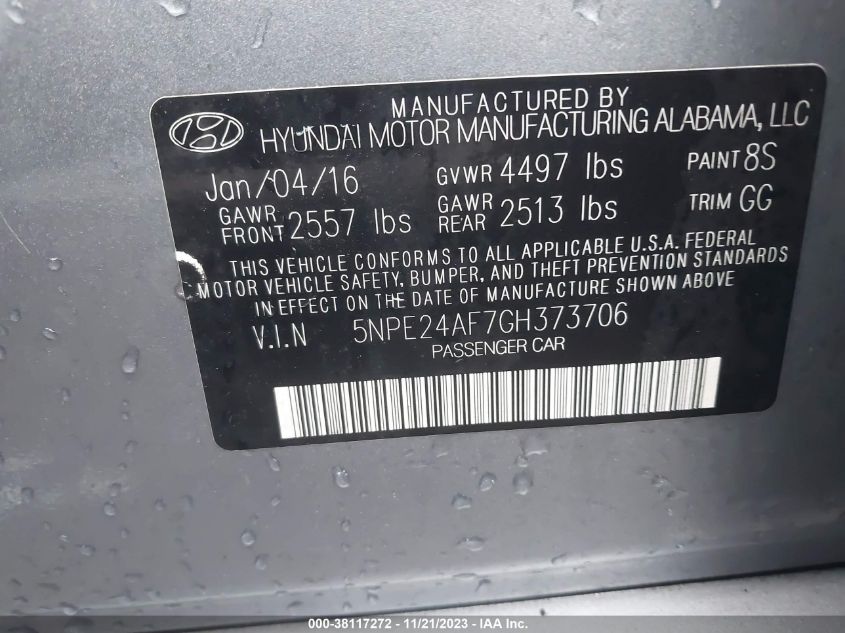 MANUFACTURED BY
HYUNDAI MOTOR MANUFACTURING ALABAMA, LLC
Jan/04/16 GVWR 4497 lbs PAINT 8S
GAWR FRONT 2557 lbs GAWR REAR 2513 lbs TRIM GG
THIS VEHICLE CONFORMS TO ALL APPLICABLE U.S.A. FEDERAL
MOTOR VEHICLE SAFETY, BUMPER, AND THEFT PREVENTION STANDARDS
IN EFFECT ON THE DATE OF MANUFACTURE SHOWN ABOVE
V.I.N 5NPE24AF7GH373706
PASSENGER CAR
000-38117272 - 11/21/2023 - IAA Inc.